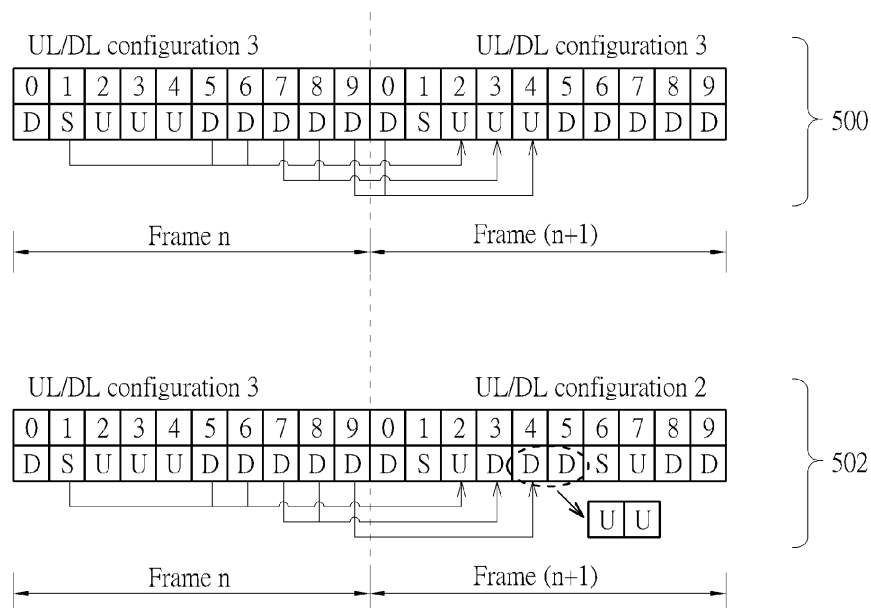 UL/DL configuration 3 UL/DL configuration 3
0 1 2 3 4 5 6 7 8 9 0 1 2 3 4 5 6 7 8 9
D S U U U D D D D D D S U U U D D D D D
500
Frame n Frame (n+1)
UL/DL configuration 3 UL/DL configuration 2
0 1 2 3 4 5 6 7 8 9 0 1 2 3 4 5 6 7 8 9
D S U U U D D D D D D S U D D D S U D D
502
U U
Frame n Frame (n+1)